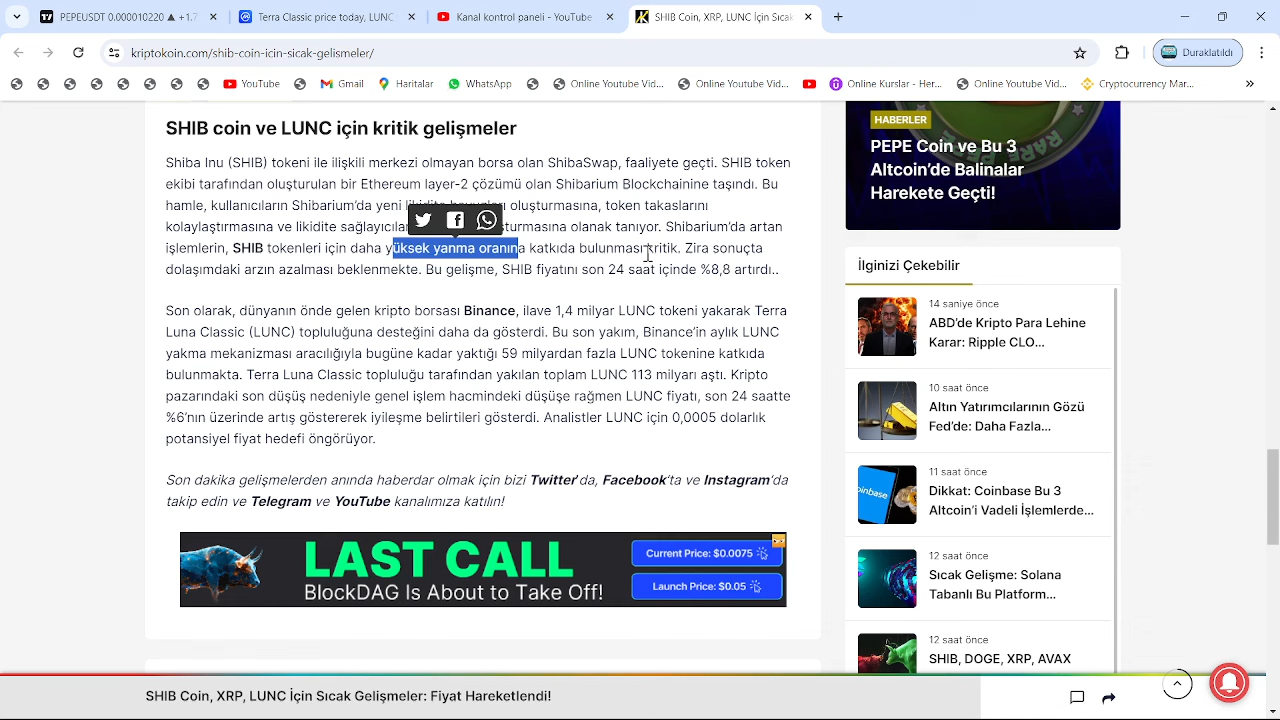 PEPEUSD 0.000010220 ▲ +1.7
Terra Classic price today, LUNC
Kanal kontrol paneli - YouTube
SHIB Coin, XRP, LUNC İçin Sıcak
kriptokoin.com/shib-coin-icin-sicak-gelismeler/
Duraklatıldı
YouTube
Gmail
Haritalar
WhatsApp
Online Youtube Vid...
Online Youtube Vid...
Online Kurslar - Her...
Online Youtube Vid...
Cryptocurrency Mar...
SHIB Coin ve LUNC için kritik gelişmeler
Shiba Inu (SHIB) tokeni ile ilişkili merkezi olmayan borsa olan ShibaSwap, faaliyete geçti. SHIB token
ekibi tarafından oluşturulan bir Ethereum layer-2 çözümü olan Shibarium Blockchainine taşındı. Bu
hamle kullanıcıların Shibarium'da yeni likidite oluşturmasına, token takaslarını
kolaylaştırmasına ve likidite sağlayıcıla turmasına olanak tanıyor. Shibarium'da artan
işlemlerin, SHIB tokenleri için daha yüksek yanma oranına katkıda bulunması kritik. Zira sonuçta
arzın azalması beklenmekte. Bu gelişme, SHIB fiyatını son 24 saat içinde %8,8 artırdı..
Son olarak, dünyanın önde gelen kripto borsası Binance, ilave 1,4 milyar LUNC tokeni yakarak Terra
Luna Classic (LUNC) topluluğuna desteğini daha da gösterdi. Bu son yakım, Binance'in aylık LUNC
yakma mekanizması aracılığıyla bugüne kadar yaktığı 59 milyardan fazla LUNC tokenine katkıda
bulunmakta. Terra Luna Classic topluluğu tarafından yakılan toplam LUNC 113 milyarı aştı. Kripto
son düşüş nedeniyle genel işlem hacmindeki düşüşe rağmen LUNC fiyatı, son 24 saatte
%6'nın üzerinde artış göstererek iyileşme belirtileri gösterdi. Analistler LUNC için 0,0005 dolarlık
potansiyel fiyat hedefi öngörüyor.
Son dakika gelişmelerden anında haberdar olmak için bizi Twitter'da, Facebook'ta ve Instagram'da
takip edin ve Telegram ve YouTube kanalımıza katılın!
LAST CALL
BlockDAG Is About to Take Off!
Current Price: $0.0075
Launch Price: $0.05
HABERLER
PEPE Coin ve Bu 3
Altcoin'de Balinalar
Harekete Geçti!
İlginizi Çekebilir
14 saniye önce
ABD'de Kripto Para Lehine
Karar: Ripple CLO...
10 saat önce
Altın Yatırımcılarının Gözü
Fed'de: Daha Fazla...
11 saat önce
Dikkat: Coinbase Bu 3
Altcoin'i Vadeli İşlemlerde...
12 saat önce
Sıcak Gelişme: Solana
Tabanlı Bu Platform...
12 saat önce
SHIB, DOGE, XRP, AVAX
SHIB Coin, XRP, LUNC İçin Sıcak Gelişmeler: Fiyat Hareketlendi!